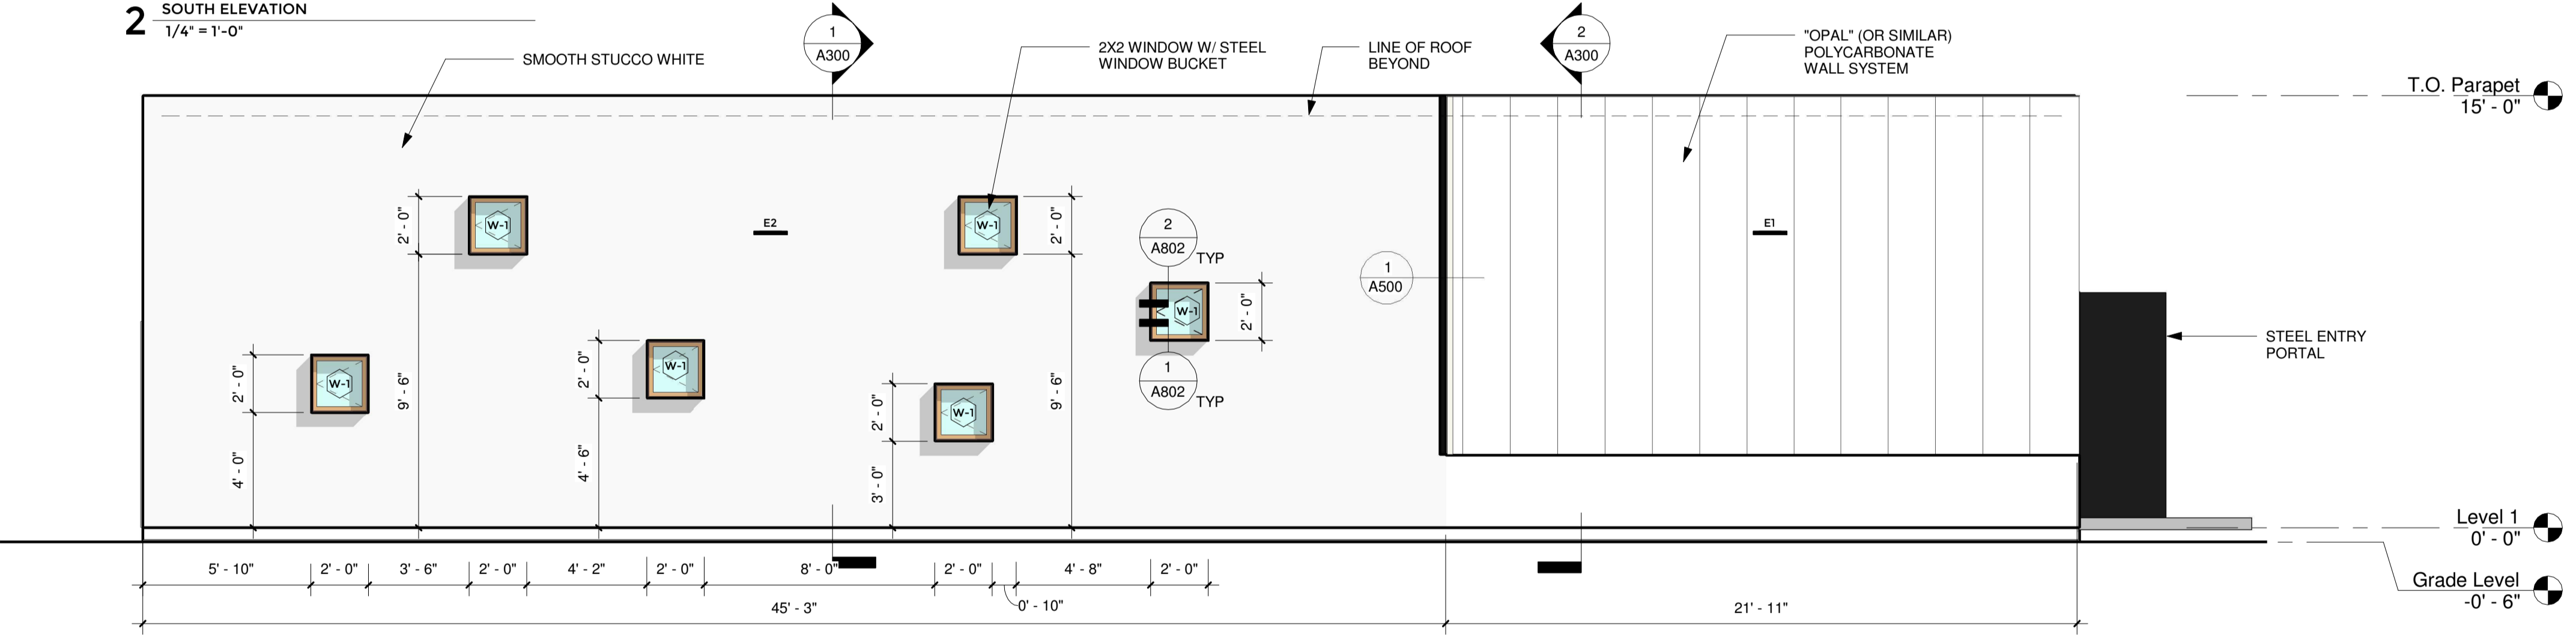 2
SOUTH ELEVATION
1/4" = 1'-0"
SMOOTH STUCCO WHITE
1
A300
2X2 WINDOW W/ STEEL
WINDOW BUCKET
LINE OF ROOF
BEYOND
2
A300
"OPAL" (OR SIMILAR)
POLYCARBONATE
WALL SYSTEM
T.O. Parapet
15' - 0"
2' - 0"
W-1
E2
W-1
2' - 0"
2
A802
TYP
E1
1
A500
W-1
2' - 0"
STEEL ENTRY
PORTAL
2' - 0"
W-1
9' - 6"
2' - 0"
W-1
2' - 0"
W-1
9' - 6"
1
A802
TYP
4' - 0"
4' - 6"
3' - 0"
Level 1
0' - 0"
Grade Level
-0' - 6"
5' - 10"
2' - 0"
3' - 6"
2' - 0"
4' - 2"
2' - 0"
8' - 0"
2' - 0"
4' - 8"
2' - 0"
0' - 10"
45' - 3"
21' - 11"